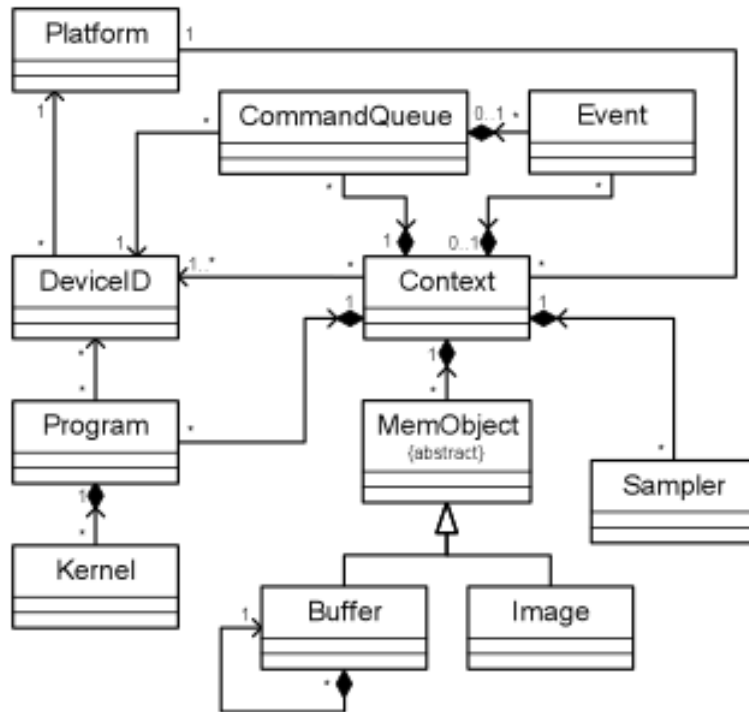 Platform
1
1
*
CommandQueue
0..1
*
Event
*
*
1
*
1
0..1
*
DeviceID
1..*
*
Context
1
1
1
*
*
*
Program
*
*
MemObject
{abstract}
*
Sampler
1
*
Kernel
Buffer
Image
1
*